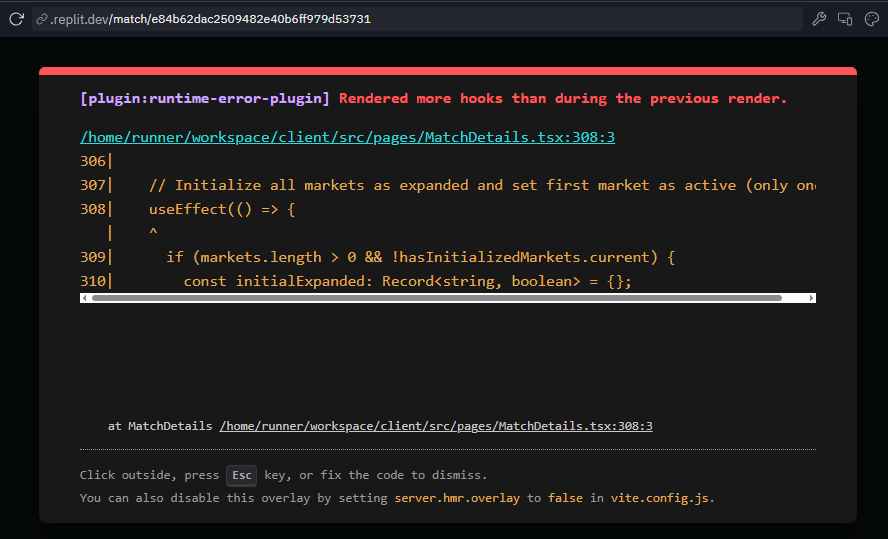 .replit.dev/match/e84b62dac2509482e40b6ff979d53731
[plugin:runtime-error-plugin] Rendered more hooks than during the previous render.
/home/runner/workspace/client/src/pages/MatchDetails.tsx:308:3
306|
307|    // Initialize all markets as expanded and set first market as active (only on
308|    useEffect(() => {
|    ^
309|      if (markets.length > 0 && !hasInitializedMarkets.current) {
310|        const initialExpanded: Record<string, boolean> = {};
at MatchDetails /home/runner/workspace/client/src/pages/MatchDetails.tsx:308:3
Click outside, press Esc key, or fix the code to dismiss.
You can also disable this overlay by setting server.hmr.overlay to false in vite.config.js.